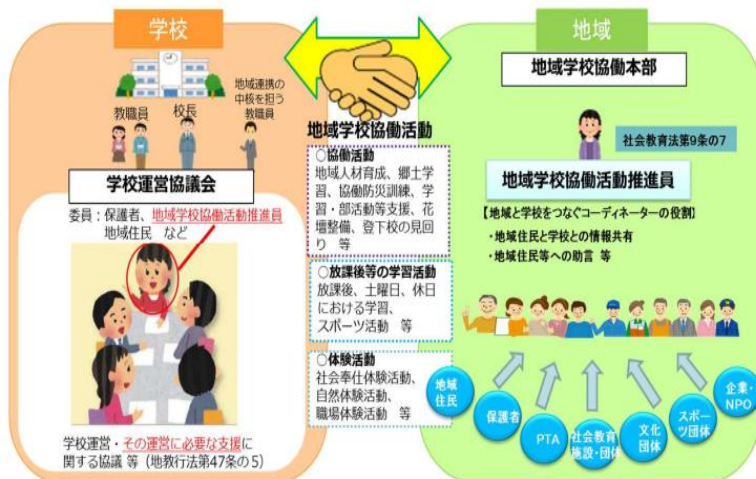 学校
地域
教職員
校長
地域連携の
中核を担う
教職員
学校運営協議会
委員：保護者、地域学校協働活動推進員
地域住民 など
学校運営・その運営に必要な支援に
関する協議 等（地教行法第47条の5）
地域学校協働活動
○協働活動
地域人材育成、郷土学
習、協働防災訓練、学
習・部活動等支援、花
壇整備、登下校の見回
り 等
○放課後等の学習活動
放課後、土曜日、休日
における学習、
スポーツ活動 等
○体験活動
社会奉仕体験活動、
自然体験活動、
職場体験活動 等
地域学校協働本部
社会教育法第9条の7
地域学校協働活動推進員
【地域と学校をつなぐコーディネーターの役割】
・地域住民と学校との情報共有
・地域住民等への助言 等
地域
住民
保護者
PTA
社会教育
施設・団体
文化
団体
スポー
ツ団体
企業・
NPO